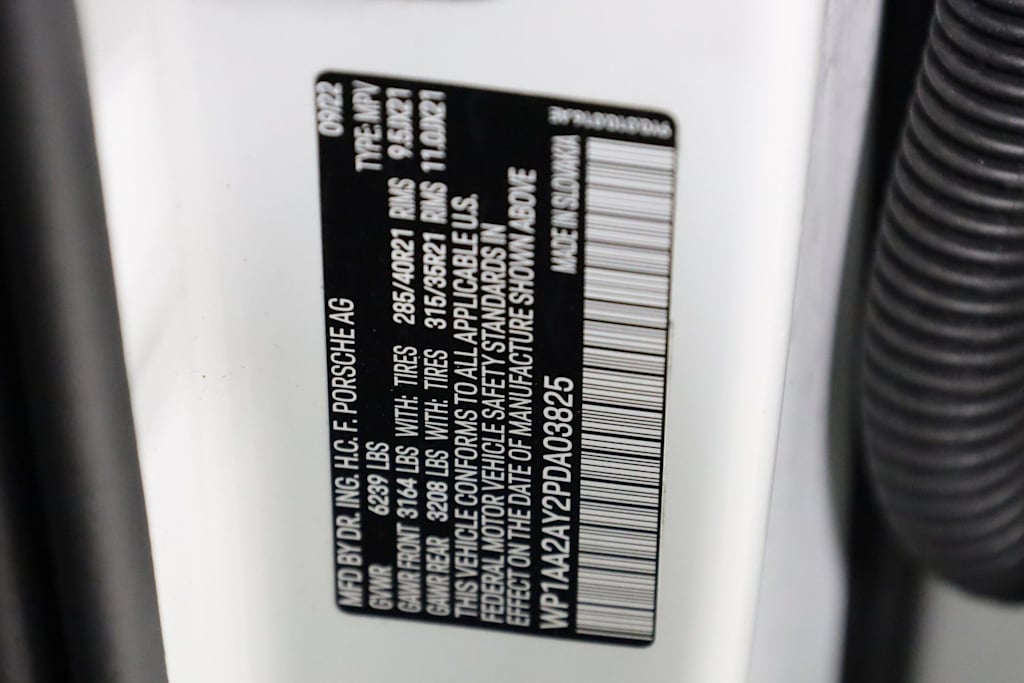 MFD BY DR. ING. H.C. F. PORSCHE AG 09/22
GVWR 6239 LBS TYPE: MPV
GAWR FRONT 3164 LBS WITH: TIRES 285/40R21 RIMS 9.5JX21
GAWR REAR 3208 LBS WITH: TIRES 315/35R21 RIMS 11.0JX21
THIS VEHICLE CONFORMS TO ALL APPLICABLE U.S.
FEDERAL MOTOR VEHICLE SAFETY STANDARDS IN
EFFECT ON THE DATE OF MANUFACTURE SHOWN ABOVE
WP1AA2AY2PDA03825 MADE IN SLOVAKIA